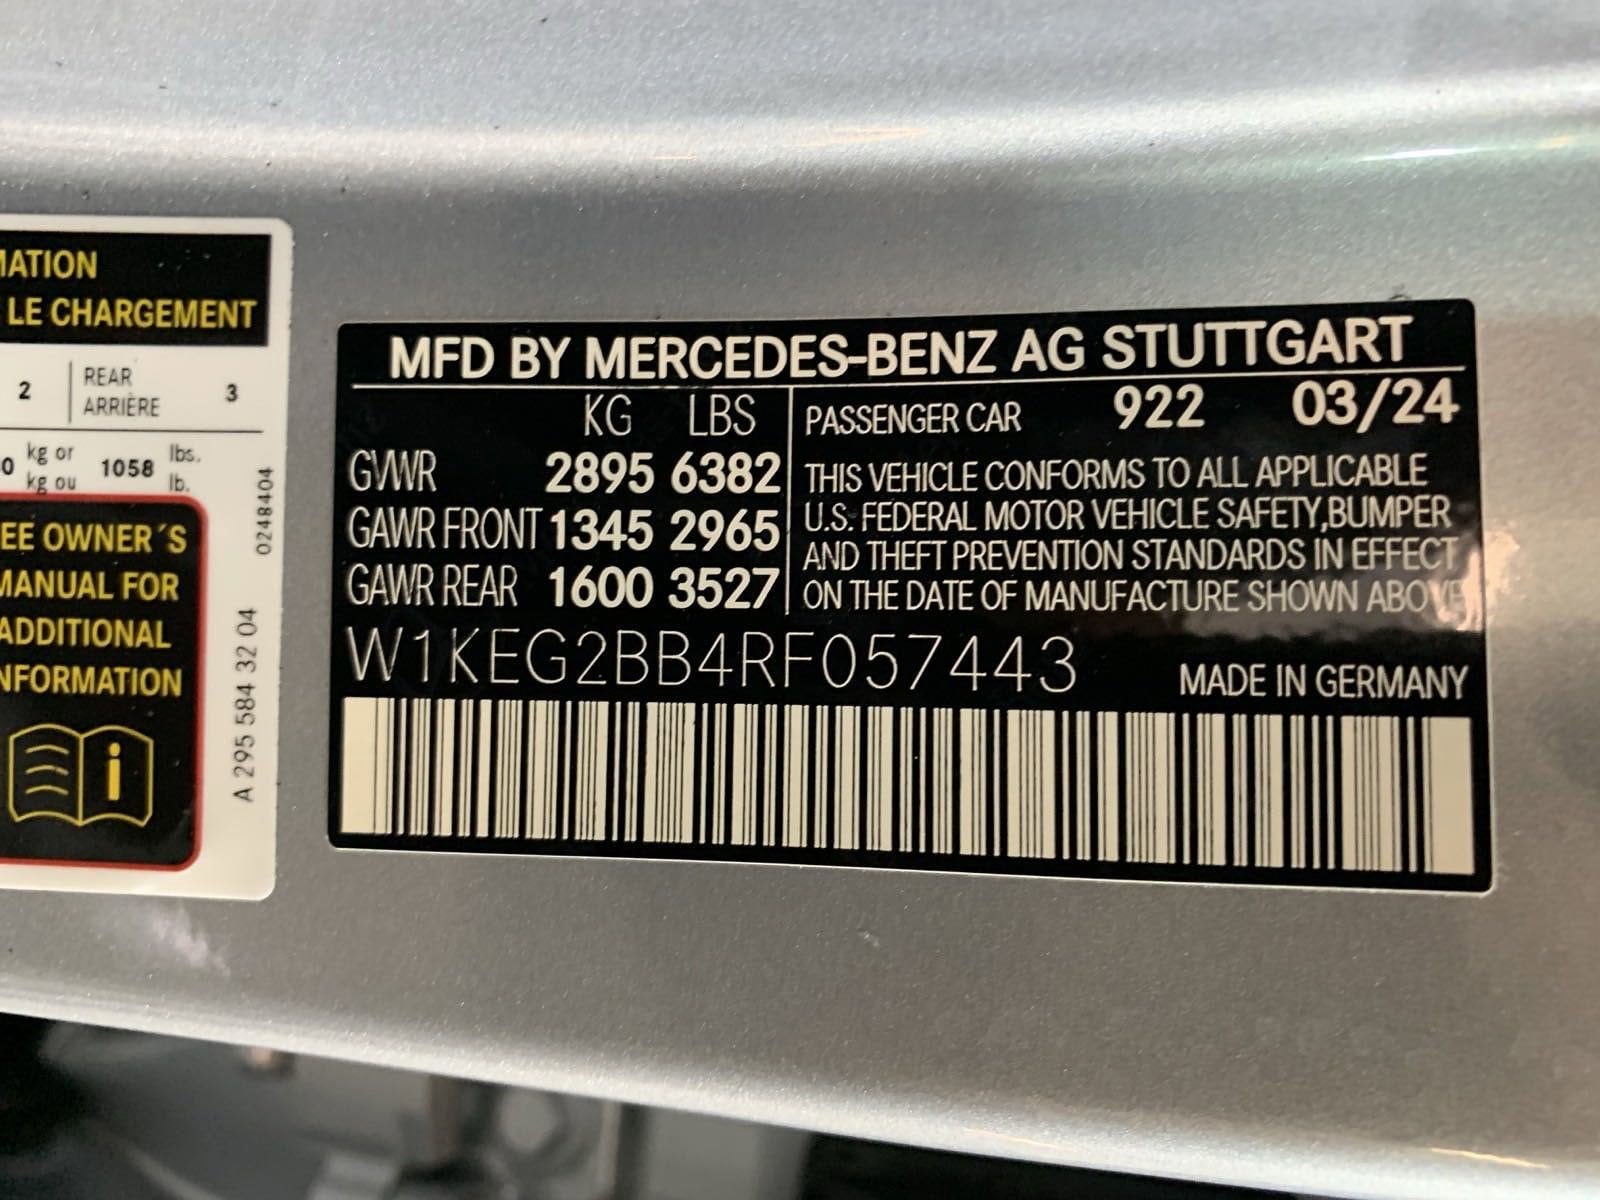 MATION
LE CHARGEMENT
2 REAR 3
ARRIÈRE
0 kg or 1058 lbs.
kg ou lb.
EE OWNER´S
MANUAL FOR
ADDITIONAL
NFORMATION
i
0248404
A 295 584 32 04
MFD BY MERCEDES-BENZ AG STUTTGART
KG LBS
GVWR 2895 6382
GAWR FRONT 1345 2965
GAWR REAR 1600 3527
PASSENGER CAR 922 03/24
THIS VEHICLE CONFORMS TO ALL APPLICABLE
U.S. FEDERAL MOTOR VEHICLE SAFETY,BUMPER
AND THEFT PREVENTION STANDARDS IN EFFECT
ON THE DATE OF MANUFACTURE SHOWN ABOVE
W1KEG2BB4RF057443
MADE IN GERMANY